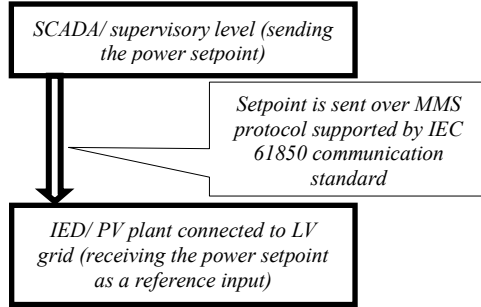 SCADA/ supervisory level (sending
the power setpoint)
Setpoint is sent over MMS
protocol supported by IEC
61850 communication
standard
IED/ PV plant connected to LV
grid (receiving the power setpoint
as a reference input)